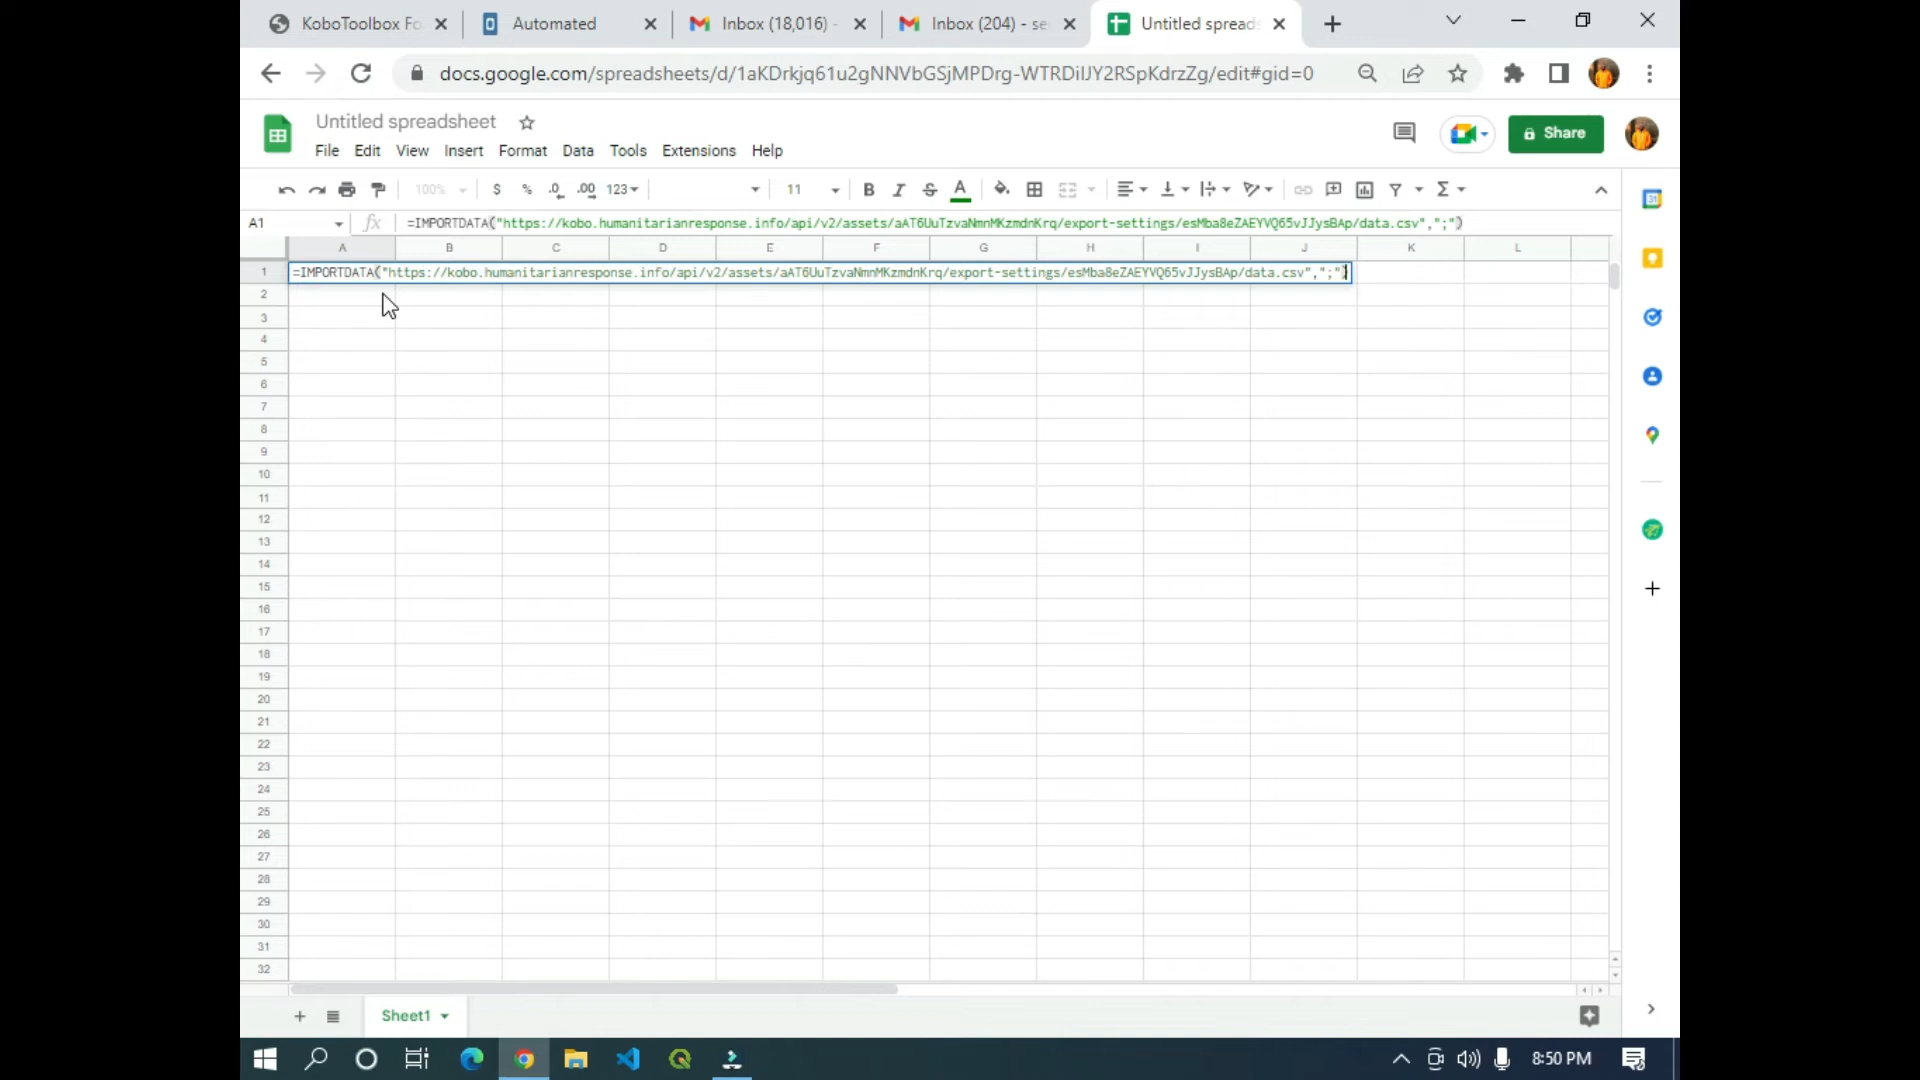 KoboToolbox Fo
Automated
Inbox (18,016) -
Inbox (204) - se
Untitled spreads
docs.google.com/spreadsheets/d/1aKDrkjq61u2gNNVbGSjMPDrg-WTRDilJY2RSpKdrzZg/edit#gid=0
Untitled spreadsheet
File Edit View Insert Format Data Tools Extensions Help
Share
100% $ % .0 .00 123 11 B I S A Σ
A1 fx =IMPORTDATA("https://kobo.humanitarianresponse.info/api/v2/assets/aAT6UuTzvaNmnMKzmdnKrq/export-settings/esMba8eZAEYVQ65vJJysBAp/data.csv",";")
A B C D E F G H I J K L
1 =IMPORTDATA("https://kobo.humanitarianresponse.info/api/v2/assets/aAT6UuTzvaNmnMKzmdnKrq/export-settings/esMba8eZAEYVQ65vJJysBAp/data.csv",";")
2
3
4
5
6
7
8
9
10
11
12
13
14
15
16
17
18
19
20
21
22
23
24
25
26
27
28
29
30
31
32
Sheet1
8:50 PM